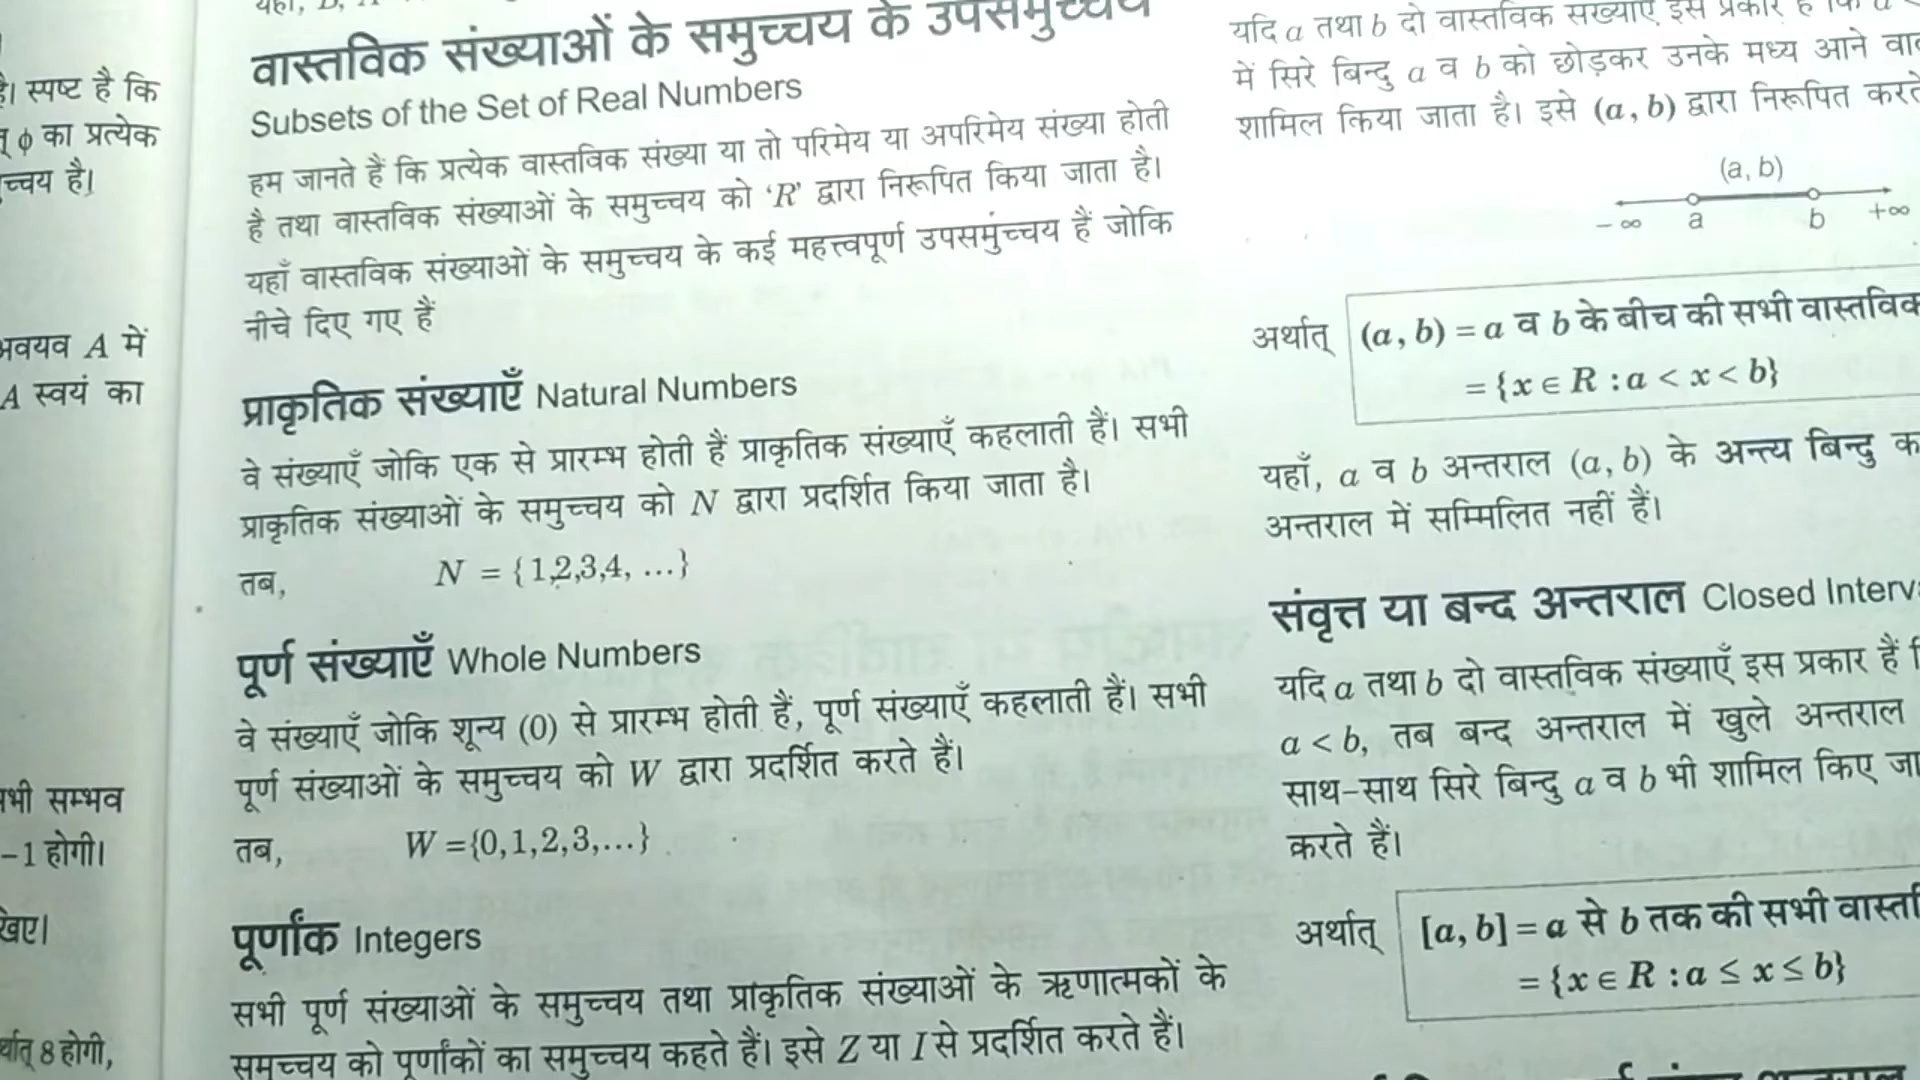 है। स्पष्ट है कि
φ का प्रत्येक
अवयव A में
A स्वयं का
सम्भव
-1 होगी।
8 होगी,
वास्तविक संख्याओं के समुच्चय के उपसमुच्चय
Subsets of the Set of Real Numbers
हम जानते हैं कि प्रत्येक वास्तविक संख्या या तो परिमेय या अपरिमेय संख्या होती
है तथा वास्तविक संख्याओं के समुच्चय को ‘R’ द्वारा निरूपित किया जाता है।
यहाँ वास्तविक संख्याओं के समुच्चय के कई महत्त्वपूर्ण उपसमुंच्चय हैं जोकि
नीचे दिए गए हैं
प्राकृतिक संख्याएँ Natural Numbers
वे संख्याएँ जोकि एक से प्रारम्भ होती हैं प्राकृतिक संख्याएँ कहलाती हैं। सभी
प्राकृतिक संख्याओं के समुच्चय को N द्वारा प्रदर्शित किया जाता है।
तब, N = {1,2,3,4, ...}
पूर्ण संख्याएँ Whole Numbers
वे संख्याएँ जोकि शून्य (0) से प्रारम्भ होती हैं, पूर्ण संख्याएँ कहलाती हैं। सभी
पूर्ण संख्याओं के समुच्चय को W द्वारा प्रदर्शित करते हैं।
तब, W ={0,1,2,3,...}
पूर्णांक Integers
सभी पूर्ण संख्याओं के समुच्चय तथा प्राकृतिक संख्याओं के ऋणात्मकों के
समुच्चय को पूर्णांकों का समुच्चय कहते हैं। इसे Z या I से प्रदर्शित करते हैं।
यदि a तथा b दो वास्तविक संख्याएँ इस प्रकार हैं कि a
में सिरे बिन्दु a व b को छोड़कर उनके मध्य आने
शामिल किया जाता है। इसे (a, b) द्वारा निरूपित करते
(a, b)
-∞ a b +∞
अर्थात् (a, b) = a व b के बीच की सभी वास्तविक
= {x ∈ R : a < x < b}
यहाँ, a व b अन्तराल (a, b) के अन्त्य बिन्दु
अन्तराल में सम्मिलित नहीं हैं।
संवृत्त या बन्द अन्तराल Closed
यदि a तथा b दो वास्तविक संख्याएँ इस प्रकार हैं
a < b, तब बन्द अन्तराल में खुले अन्तराल
साथ-साथ सिरे बिन्दु a व b भी शामिल किए
करते हैं।
अर्थात् [a, b] = a से b तक की सभी
= {x ∈ R : a ≤ x ≤ b}